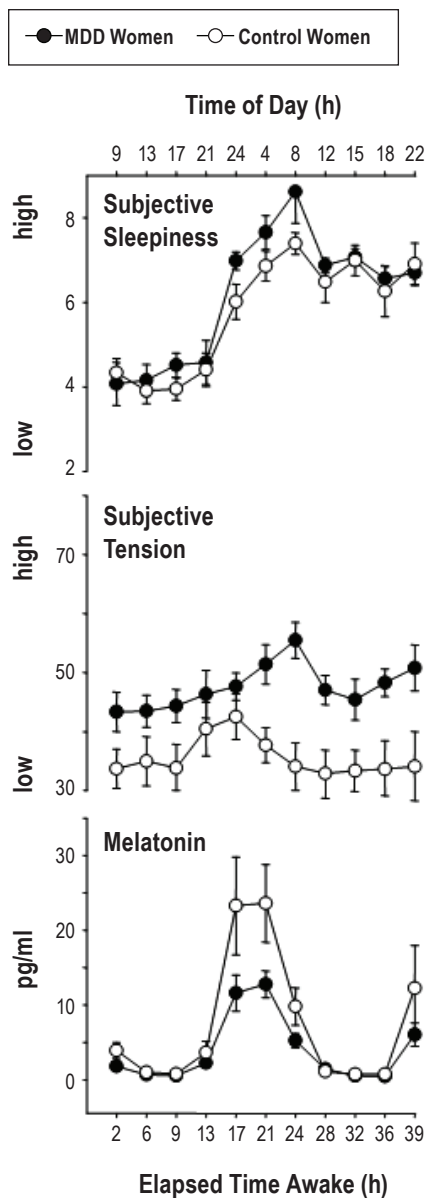 MDD Women Control Women
Time of Day (h)
9 13 17 21 24 4 8 12 15 18 22
high
low
8
6
4
2
Subjective
Sleepiness
high
low
70
50
30
Subjective
Tension
pg/ml
30
20
10
0
Melatonin
2 6 9 13 17 21 24 28 32 36 39
Elapsed Time Awake (h)